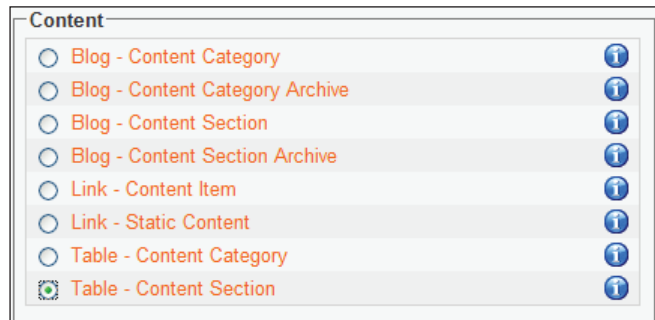 Content
Blog - Content Category
Blog - Content Category Archive
Blog - Content Section
Blog - Content Section Archive
Link - Content Item
Link - Static Content
Table - Content Category
Table - Content Section